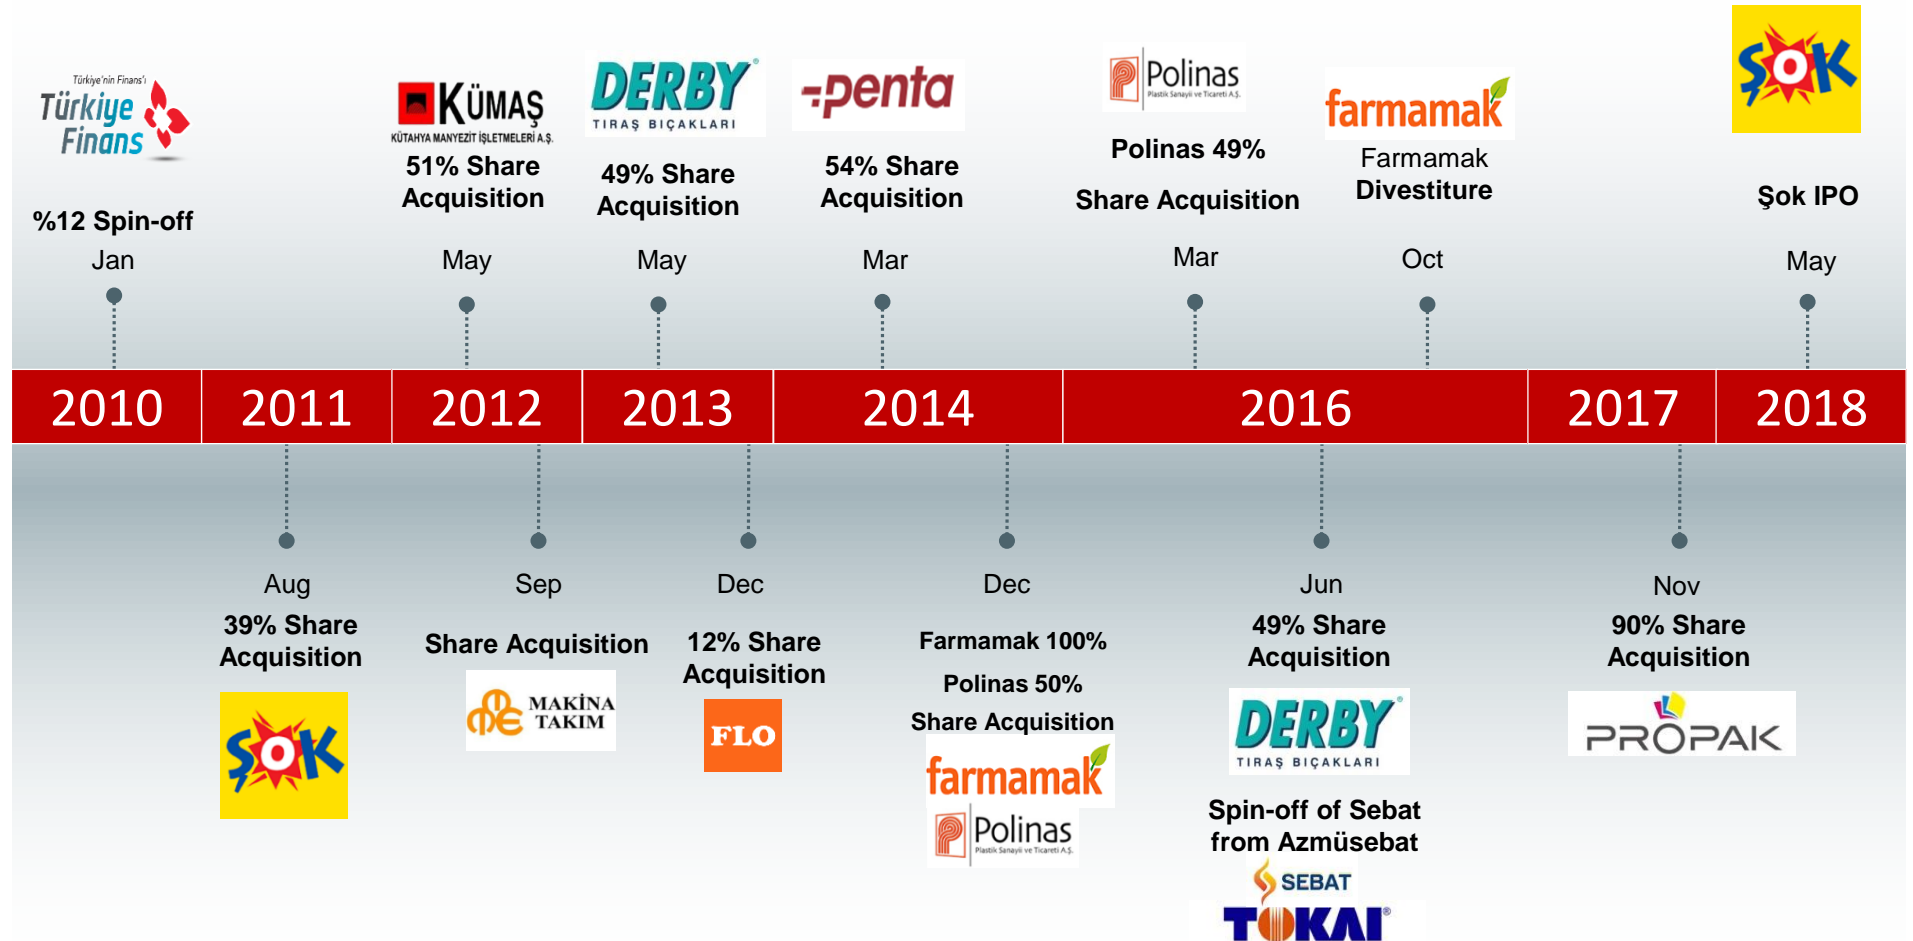 Türkiye'nin Finans'ı
Türkiye
Finans
%12 Spin-off
Jan
KÜMAŞ
KÜTAHYA MANYEZİT İŞLETMELERİ A.Ş.
51% Share
Acquisition
May
DERBY
TIRAŞ BIÇAKLARI
49% Share
Acquisition
May
penta
54% Share
Acquisition
Mar
Polinas
Plastik Sanayii ve Ticareti A.Ş.
Polinas 49%
Share Acquisition
Mar
farmamak
Farmamak
Divestiture
Oct
ŞOK
Şok IPO
May
2010
2011
2012
2013
2014
2016
2017
2018
Aug
39% Share
Acquisition
ŞOK
Sep
Share Acquisition
MAKİNA
TAKIM
Dec
12% Share
Acquisition
FLO
Dec
Farmamak 100%
Polinas 50%
Share Acquisition
farmamak
Polinas
Plastik Sanayii ve Ticareti A.Ş.
Jun
49% Share
Acquisition
DERBY
TIRAŞ BIÇAKLARI
Spin-off of Sebat
from Azmüsebat
SEBAT
TOKAI
Nov
90% Share
Acquisition
PROPAK